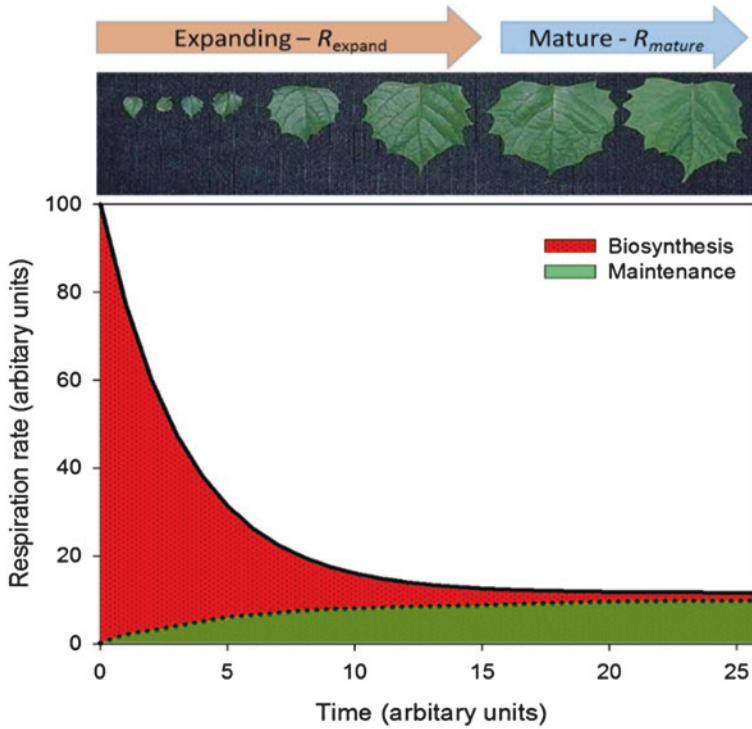 Expanding – Rexpand
Mature - Rmature
100
80
60
40
20
0
Respiration rate (arbitary units)
Biosynthesis
Maintenance
0
5
10
15
20
25
Time (arbitary units)